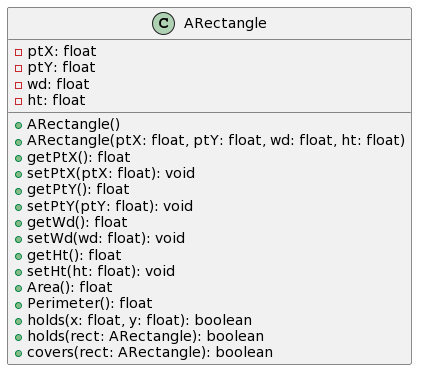 C ARectangle
ptX: float
ptY: float
wd: float
ht: float
ARectangle()
ARectangle(ptX: float, ptY: float, wd: float, ht: float)
getPtX(): float
setPtX(ptX: float): void
getPtY(): float
setPtY(ptY: float): void
getWd(): float
setWd(wd: float): void
getHt(): float
setHt(ht: float): void
Area(): float
Perimeter(): float
holds(x: float, y: float): boolean
holds(rect: ARectangle): boolean
covers(rect: ARectangle): boolean